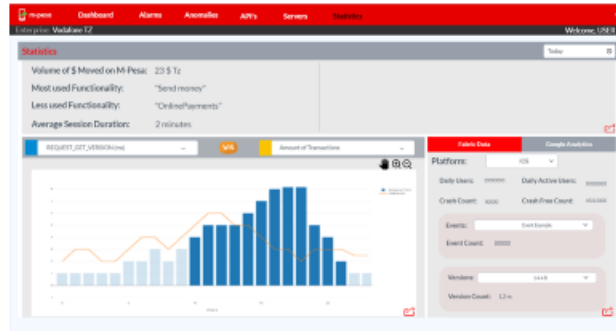 m-pesa Dashboard Alarms Anomalies API's Servers Statistics
Enterprise: Vodafone TZ Welcome, USER
Statistics Today
Volume of $ Moved on M-Pesa: 23 $ Tz
Most used Functionality: "Send money"
Less used Functionality: "OnlinePayments"
Average Session Duration: 2 minutes
REQUEST_GET_VERSION (ms) VS Amount of Transactions
Fabric Data Google Analytics
Platform: iOS
Daily Users: Daily Active Users:
Crash Count: Crash Free Count:
Events: Event Example
Event Count:
Versions:
Version Count: 12 m